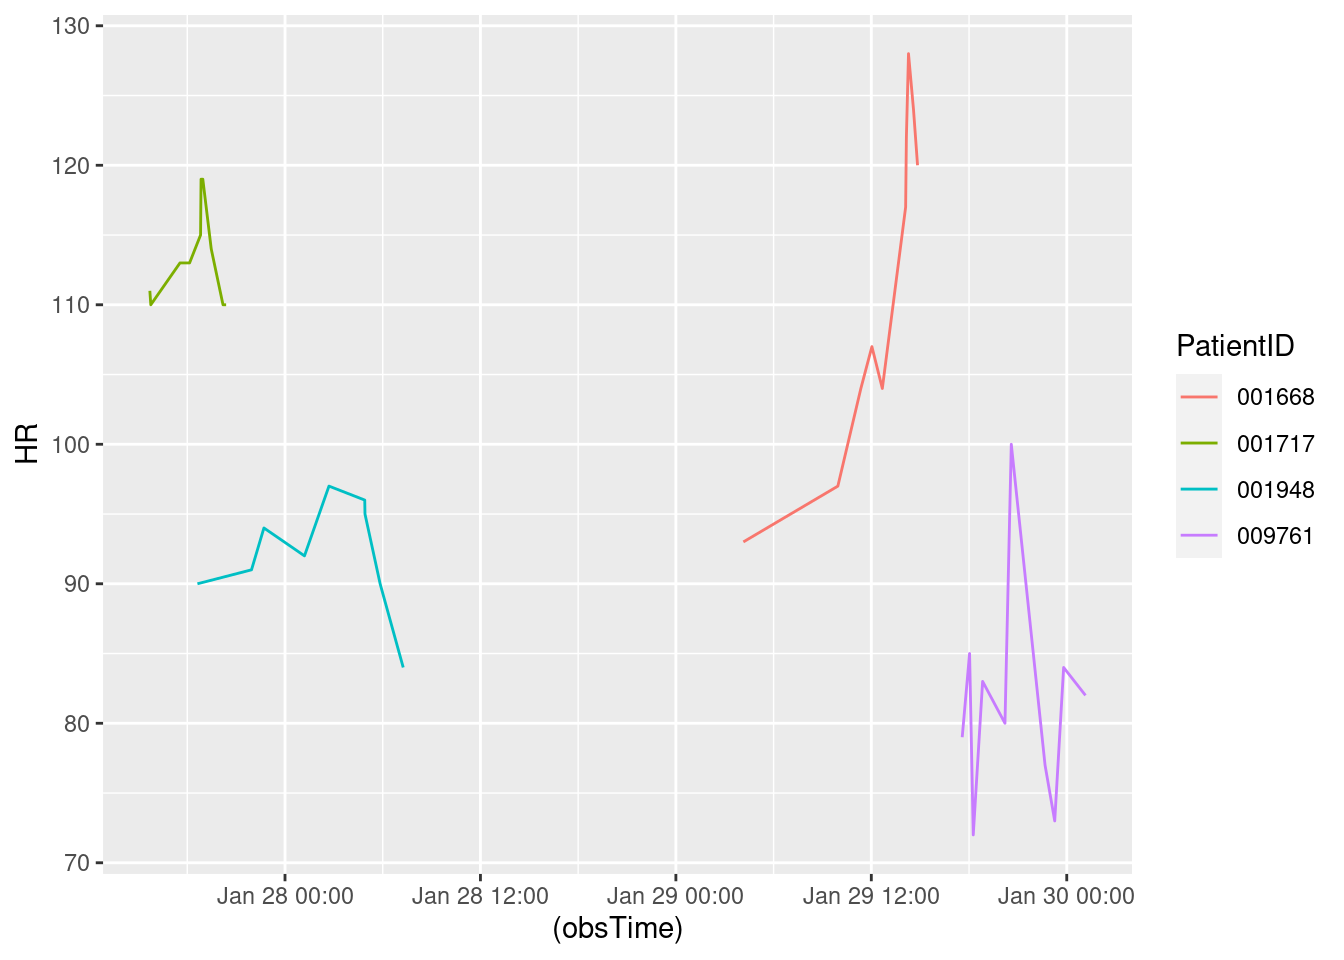 130
120
110
100
90
80
70
HR
Jan 28 00:00
Jan 28 12:00
Jan 29 00:00
Jan 29 12:00
Jan 30 00:00
(obsTime)
PatientID
001668
001717
001948
009761